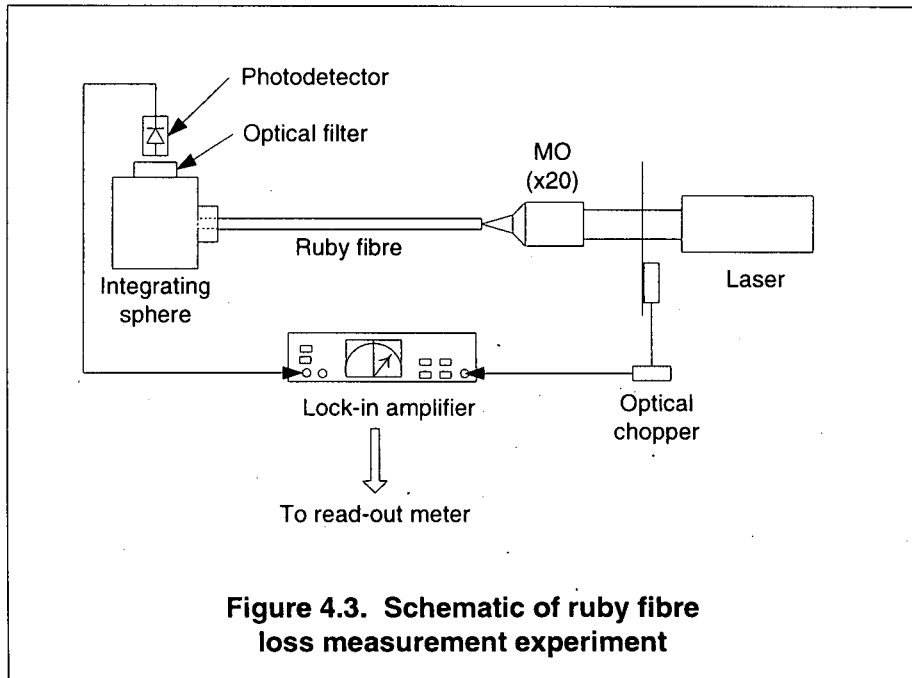 Photodetector
Optical filter
MO
(x20)
Ruby fibre
Laser
Integrating
sphere
Lock-in amplifier
Optical
chopper
To read-out meter
Figure 4.3. Schematic of ruby fibre
loss measurement experiment